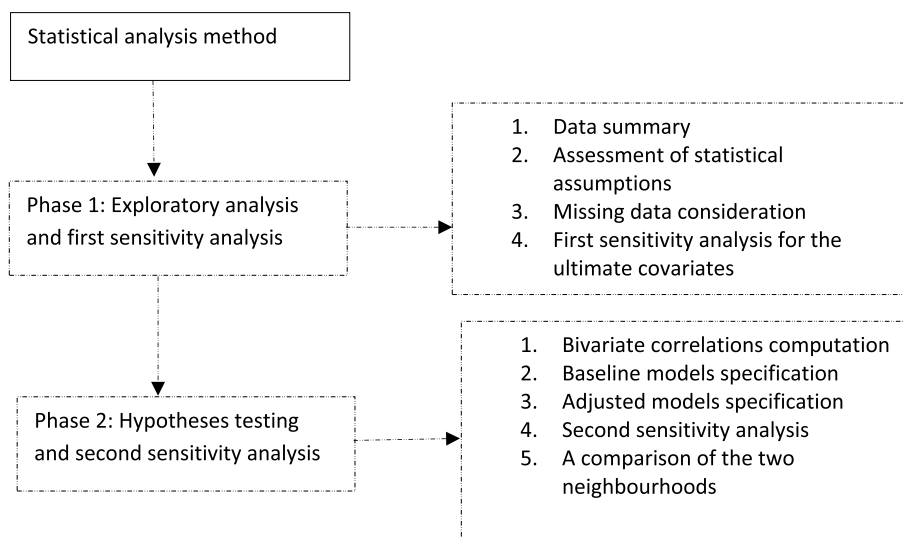 Statistical analysis method
Phase 1: Exploratory analysis
and first sensitivity analysis
1. Data summary
2. Assessment of statistical
assumptions
3. Missing data consideration
4. First sensitivity analysis for the
ultimate covariates
Phase 2: Hypotheses testing
and second sensitivity analysis
1. Bivariate correlations computation
2. Baseline models specification
3. Adjusted models specification
4. Second sensitivity analysis
5. A comparison of the two
neighbourhoods